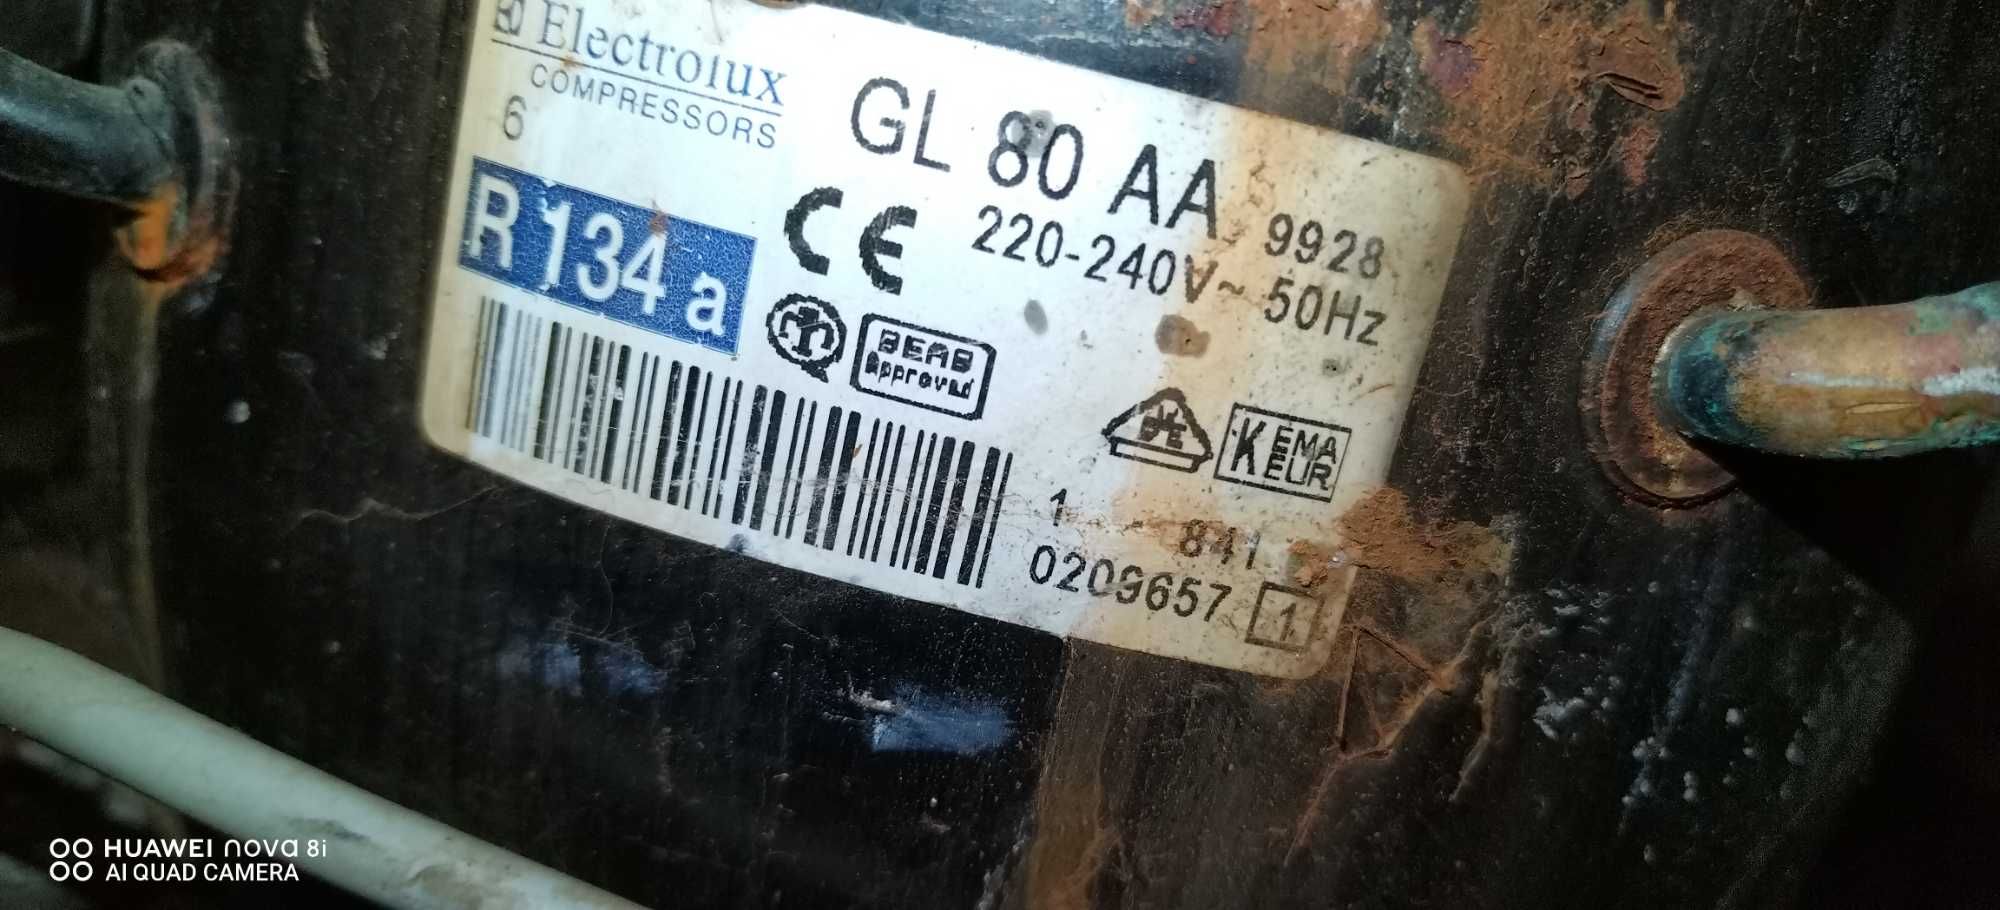 Electrolux
COMPRESSORS
6
GL 80 AA 9928
220-240V~ 50Hz
R 134 a
CE
BEAB
Approved
VDE
KEMA
EUR
1 - 841
0209657 1
HUAWEI nova 8i
AI QUAD CAMERA